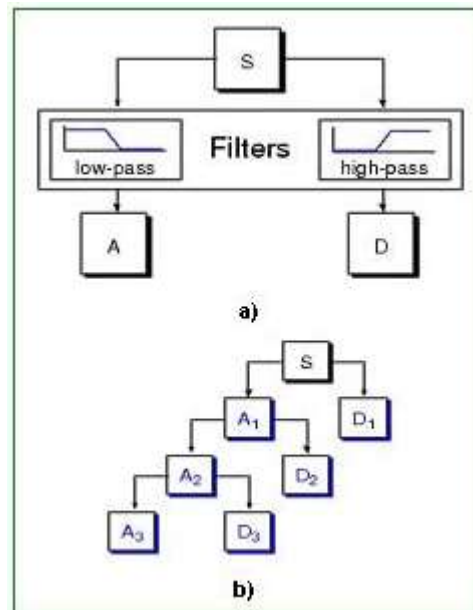 S
Filters
low-pass high-pass
A D
a)
S
A₁ D₁
A₂ D₂
A₃ D₃
b)